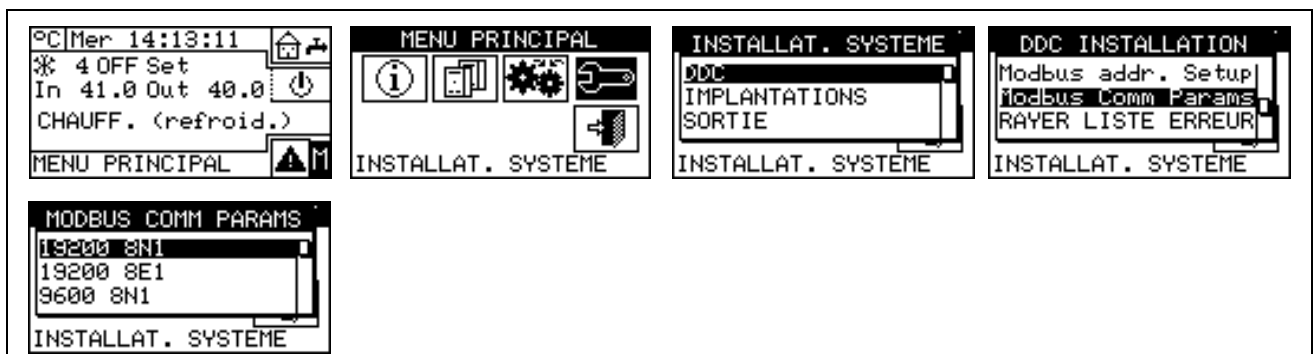 °C Mer 14:13:11
4 OFF Set
In 41.0 Out 40.0
CHAUFF. (refroid.)
MENU PRINCIPAL M
MENU PRINCIPAL
i
INSTALLAT. SYSTEME
INSTALLAT. SYSTEME
DDC
IMPLANTATIONS
SORTIE
INSTALLAT. SYSTEME
DDC INSTALLATION
Modbus addr. Setup
Modbus Comm Params
RAYER LISTE ERREUR
INSTALLAT. SYSTEME
MODBUS COMM PARAMS
19200 8N1
19200 8E1
9600 8N1
INSTALLAT. SYSTEME